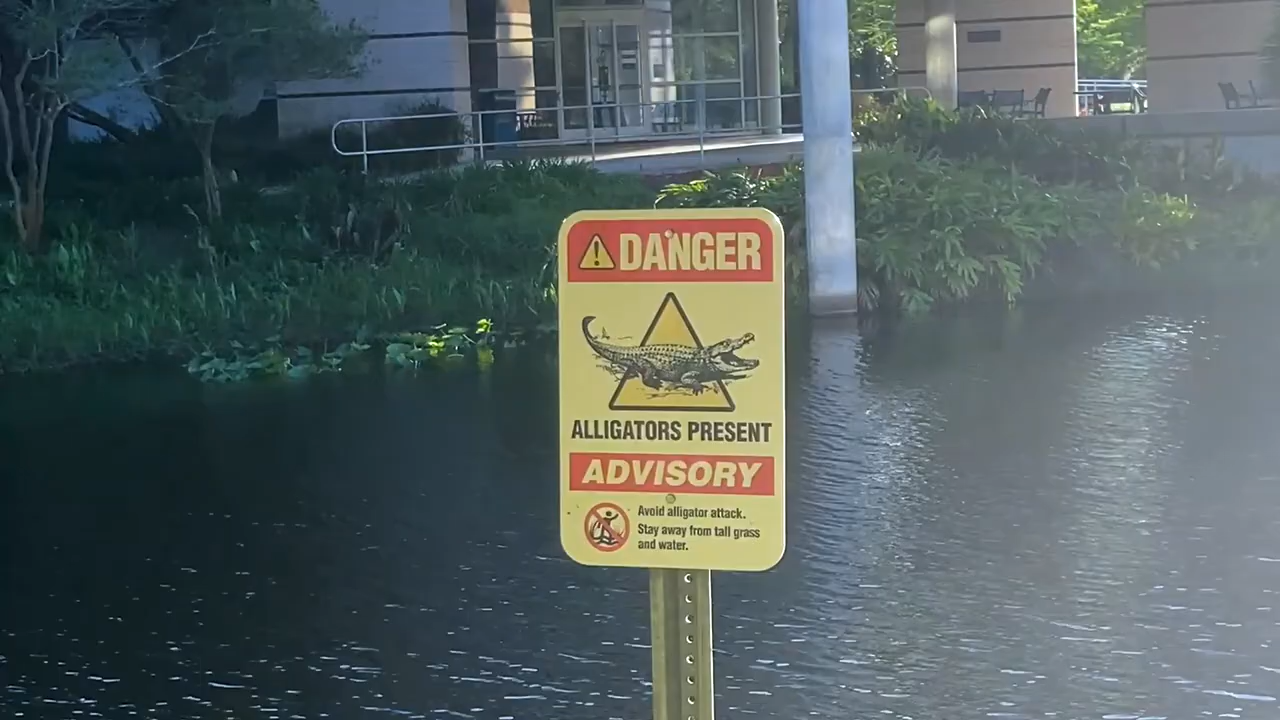 DANGER
ALLIGATORS PRESENT
ADVISORY
Avoid alligator attack.
Stay away from tall grass
and water.